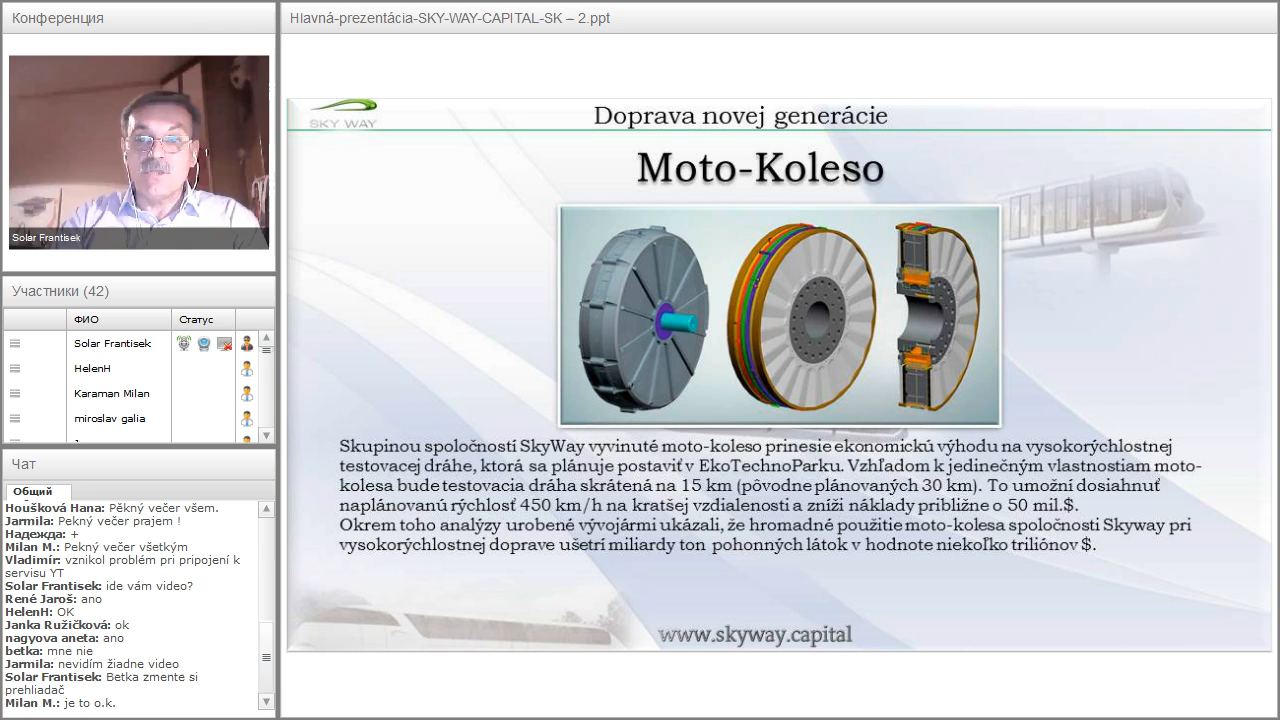 Конференция
Solar Frantisek
Участники (42)
ФИО
Статус
Solar Frantisek
HelenH
Karaman Milan
miroslav galia
Чат
Общий
Houšková Hana: Pěkný večer všem.
Jarmila: Pekný večer prajem !
Надежда: +
Milan M.: Pekný večer všetkým
Vladimír: vznikol problém pri pripojení k
servisu YT
Solar Frantisek: ide vám video?
René Jaroš: ano
HelenH: OK
Janka Ružičková: ok
nagyova aneta: ano
betka: mne nie
Jarmila: nevidím žiadne video
Solar Frantisek: Betka zmente si
prehliadač
Milan M.: je to o.k.
Hlavná-prezentácia-SKY-WAY-CAPITAL-SK – 2.ppt
SKY WAY
Doprava novej generácie
Moto-Koleso
Skupinou spoločností SkyWay vyvinuté moto-koleso prinesie ekonomickú výhodu na vysokorýchlostnej
testovacej dráhe, ktorá sa plánuje postaviť v EkoTechnoParku. Vzhľadom k jedinečným vlastnostiam moto-
kolesa bude testovacia dráha skrátená na 15 km (pôvodne plánovaných 30 km). To umožní dosiahnuť
naplánovanú rýchlosť 450 km/h na kratšej vzdialenosti a zníži náklady približne o 50 mil.$.
Okrem toho analýzy urobené vývojármi ukázali, že hromadné použitie moto-kolesa spoločnosti Skyway pri
vysokorýchlostnej doprave ušetrí miliardy ton pohonných látok v hodnote niekoľko triliónov $.
www.skyway.capital